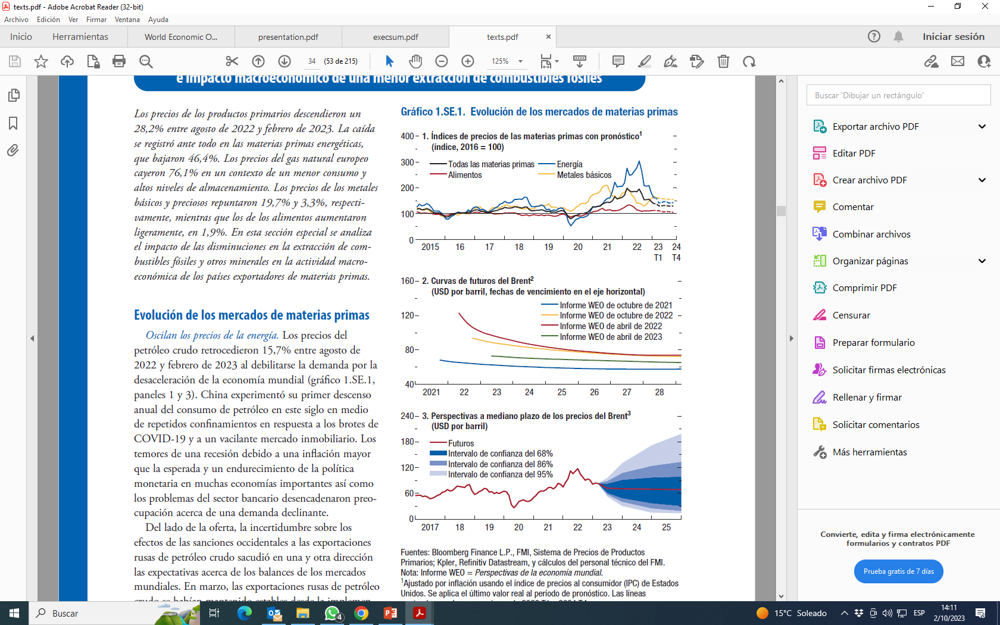 texts.pdf - Adobe Acrobat Reader (32-bit)
Archivo Edición Ver Firmar Ventana Ayuda
Inicio Herramientas World Economic O... presentation.pdf execsum.pdf texts.pdf Iniciar sesión
34 (53 de 215) 125%
e impacto macroeconómico de una menor extracción de combustibles fósiles
Los precios de los productos primarios descendieron un
28,2% entre agosto de 2022 y febrero de 2023. La caída
se registró ante todo en las materias primas energéticas,
que bajaron 46,4%. Los precios del gas natural europeo
cayeron 76,1% en un contexto de un menor consumo y
altos niveles de almacenamiento. Los precios de los metales
básicos y preciosos repuntaron 19,7% y 3,3%, respecti-
vamente, mientras que los de los alimentos aumentaron
ligeramente, en 1,9%. En esta sección especial se analiza
el impacto de las disminuciones en la extracción de com-
bustibles fósiles y otros minerales en la actividad macro-
económica de los países exportadores de materias primas.
Evolución de los mercados de materias primas
Oscilan los precios de la energía. Los precios del
petróleo crudo retrocedieron 15,7% entre agosto de
2022 y febrero de 2023 al debilitarse la demanda por la
desaceleración de la economía mundial (gráfico 1.SE.1,
paneles 1 y 3). China experimentó su primer descenso
anual del consumo de petróleo en este siglo en medio
de repetidos confinamientos en respuesta a los brotes de
COVID-19 y a un vacilante mercado inmobiliario. Los
temores de una recesión debido a una inflación mayor
que la esperada y un endurecimiento de la política
monetaria en muchas economías importantes así como
los problemas del sector bancario desencadenaron preo-
cupación acerca de una demanda declinante.
Del lado de la oferta, la incertidumbre sobre los
efectos de las sanciones occidentales a las exportaciones
rusas de petróleo crudo sacudió en una y otra dirección
las expectativas acerca de los balances de los mercados
mundiales. En marzo, las exportaciones rusas de petróleo
crudo se habían mantenido estables desde la implemen-
Gráfico 1.SE.1. Evolución de los mercados de materias primas
1. Índices de precios de las materias primas con pronóstico1
(índice, 2016 = 100)
Todas las materias primas Energía
Alimentos Metales básicos
400
300
200
100
0
2015 16 17 18 19 20 21 22 23 24
T1 T4
2. Curvas de futuros del Brent2
(USD por barril, fechas de vencimiento en el eje horizontal)
Informe WEO de octubre de 2021
Informe WEO de octubre de 2022
Informe WEO de abril de 2022
Informe WEO de abril de 2023
160
120
80
40
2021 22 23 24 25 26 27 28
3. Perspectivas a mediano plazo de los precios del Brent3
(USD por barril)
Futuros
Intervalo de confianza del 68%
Intervalo de confianza del 86%
Intervalo de confianza del 95%
240
180
120
60
0
2017 18 19 20 21 22 23 24 25
Fuentes: Bloomberg Finance L.P., FMI, Sistema de Precios de Productos
Primarios; Kpler, Refinitiv Datastream, y cálculos del personal técnico del FMI.
Nota: Informe WEO = Perspectivas de la economía mundial.
1Ajustado por inflación usando el índice de precios al consumidor (IPC) de Estados
Unidos. Se aplica el último valor real al período de pronóstico. Las líneas
Buscar 'Dibujar un rectángulo'
Exportar archivo PDF
Editar PDF
Crear archivo PDF
Comentar
Combinar archivos
Organizar páginas
Comprimir PDF
Censurar
Preparar formulario
Solicitar firmas electrónicas
Rellenar y firmar
Solicitar comentarios
Más herramientas
Convierte, edita y firma electrónicamente
formularios y contratos PDF
Prueba gratis de 7 días
Buscar
4
15°C Soleado
ESP
14:11
2/10/2023